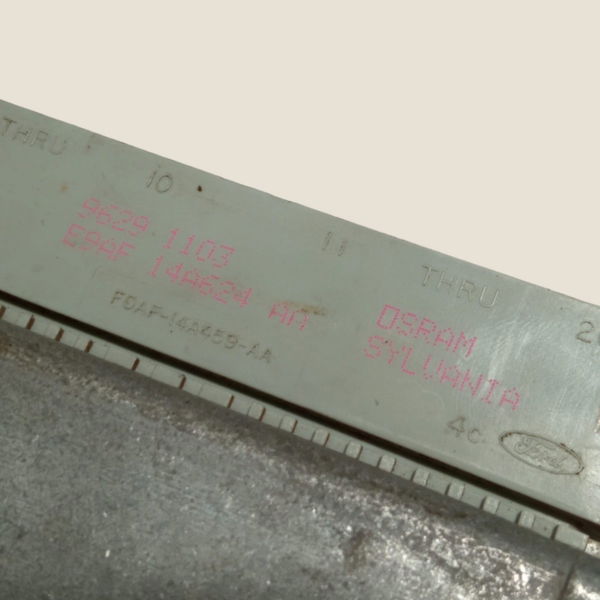 THRU
10
11
THRU
9629 1103
E9AF 14A624 AA
OSRAM
SYLVANIA
F0AF-14A459-AA
4c
Ford